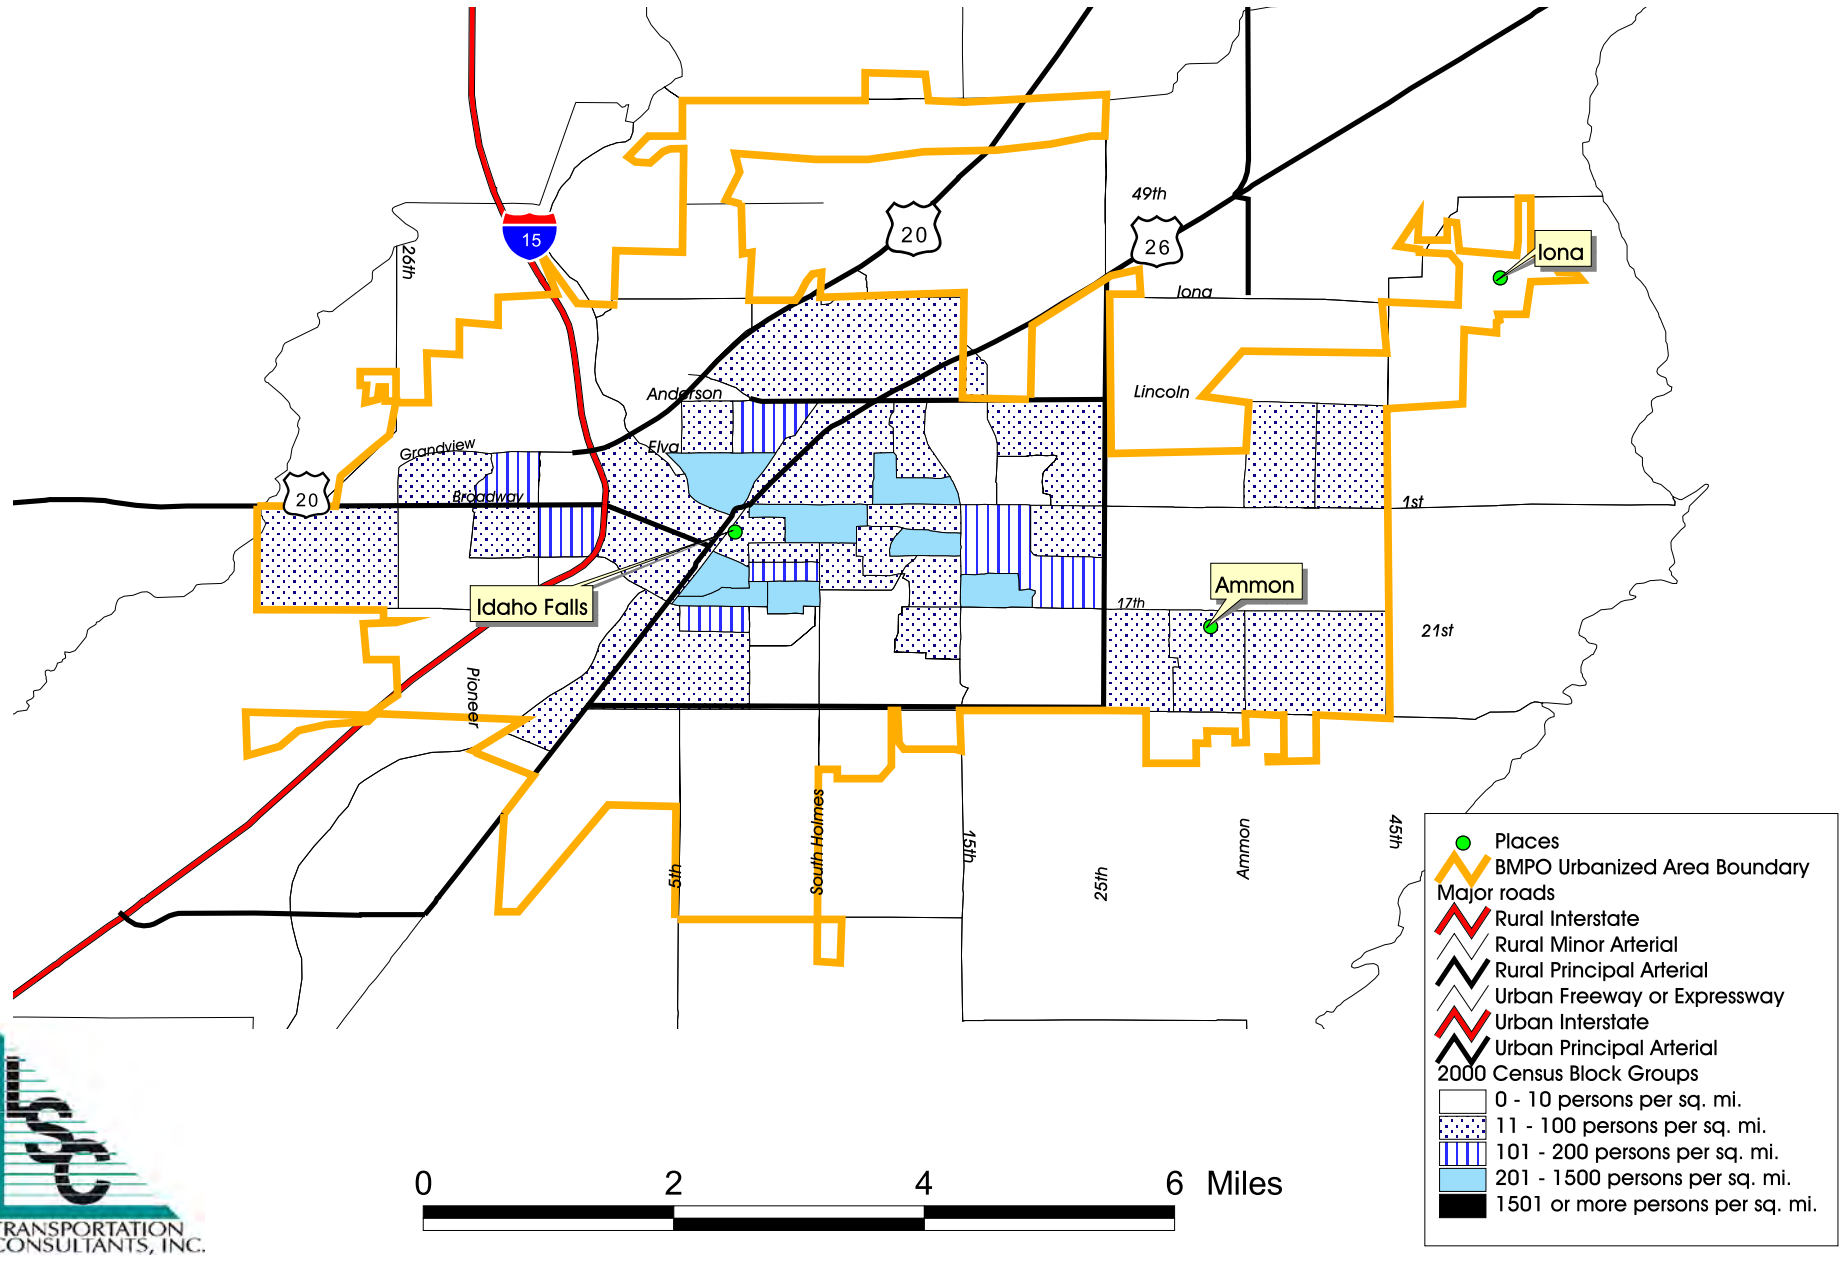 49th
20
26
15
26th
Iona
Iona
Anderson
Lincoln
Elva
Grandview
Broadway
20
1st
Idaho Falls
Ammon
17th
21st
Pioneer
5th
South Holmes
15th
25th
Ammon
45th
Places
BMPO Urbanized Area Boundary
Major roads
Rural Interstate
Rural Minor Arterial
Rural Principal Arterial
Urban Freeway or Expressway
Urban Interstate
Urban Principal Arterial
2000 Census Block Groups
0 - 10 persons per sq. mi.
11 - 100 persons per sq. mi.
101 - 200 persons per sq. mi.
201 - 1500 persons per sq. mi.
1501 or more persons per sq. mi.
0 2 4 6 Miles
LSC
TRANSPORTATION
CONSULTANTS, INC.